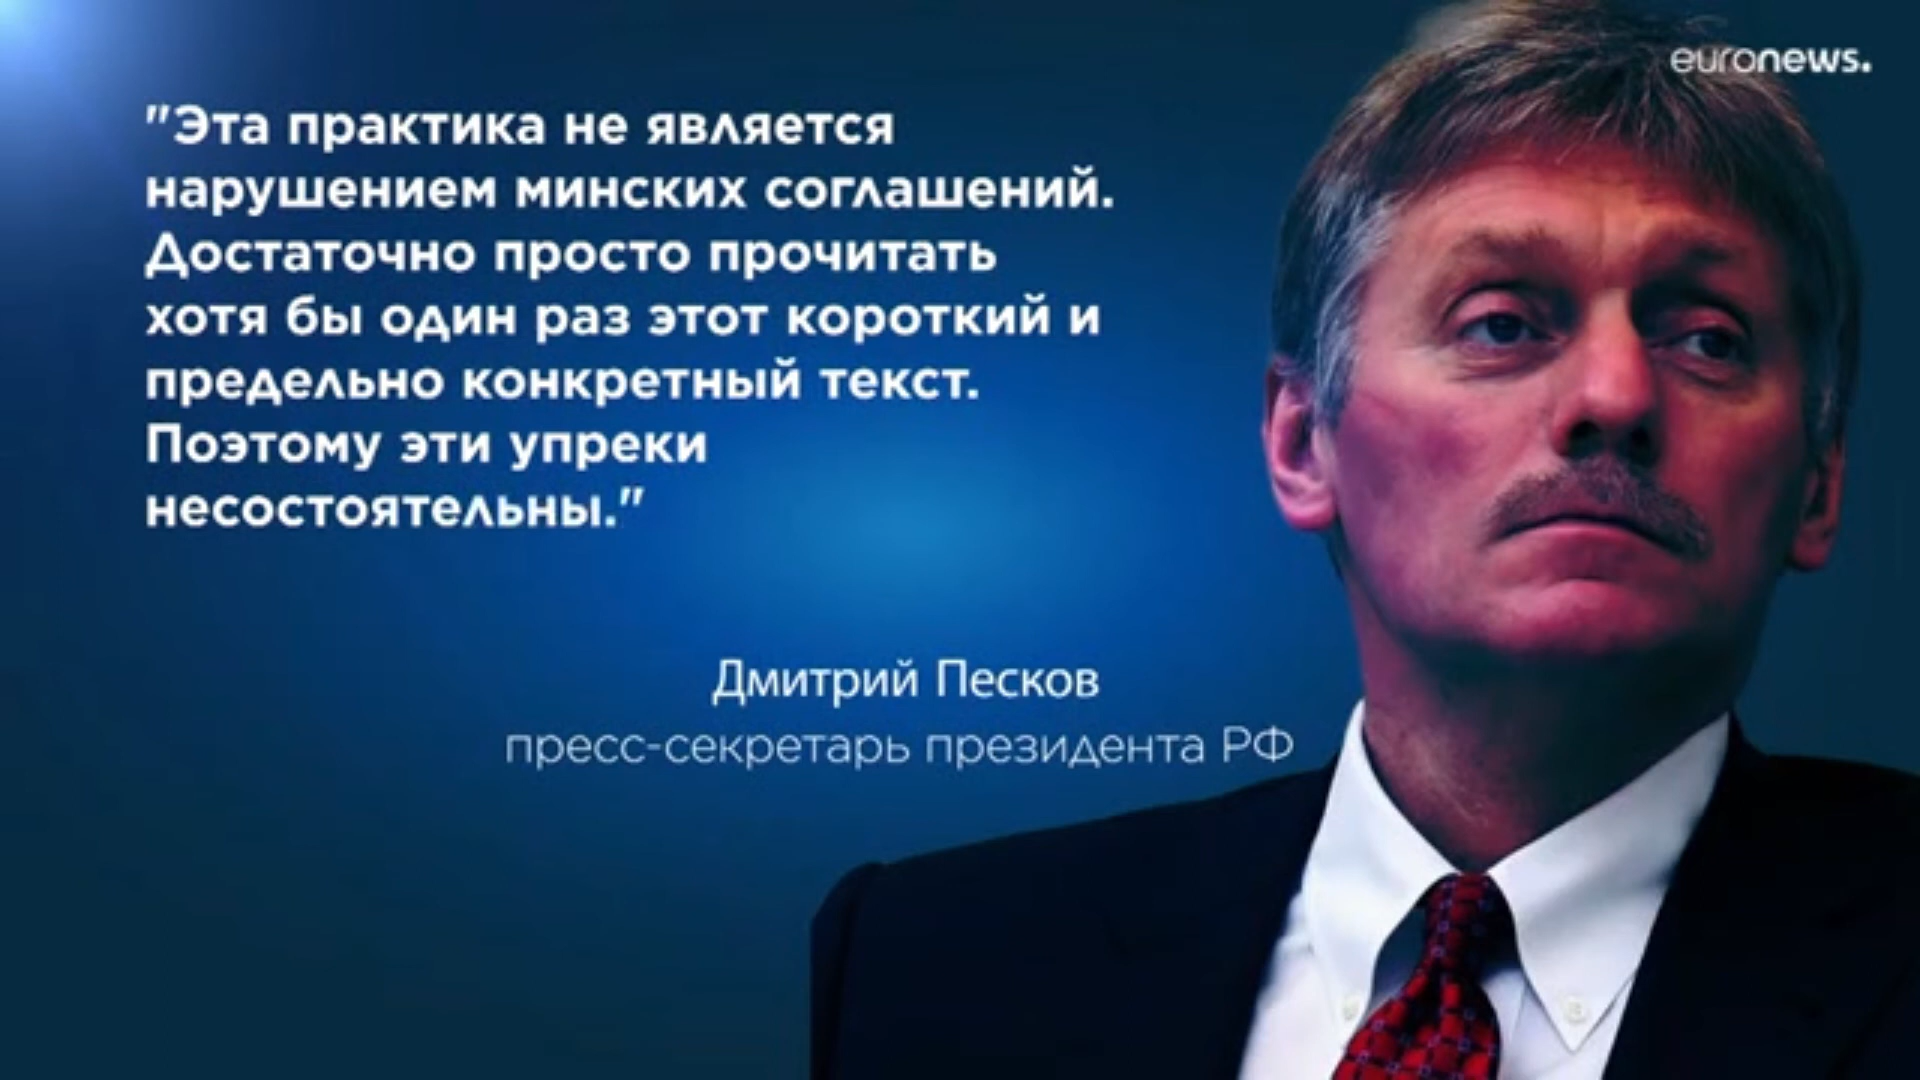 euronews.
"Эта практика не является
нарушением минских соглашений.
Достаточно просто прочитать
хотя бы один раз этот короткий и
предельно конкретный текст.
Поэтому эти упреки
несостоятельны."
Дмитрий Песков
пресс-секретарь президента РФ